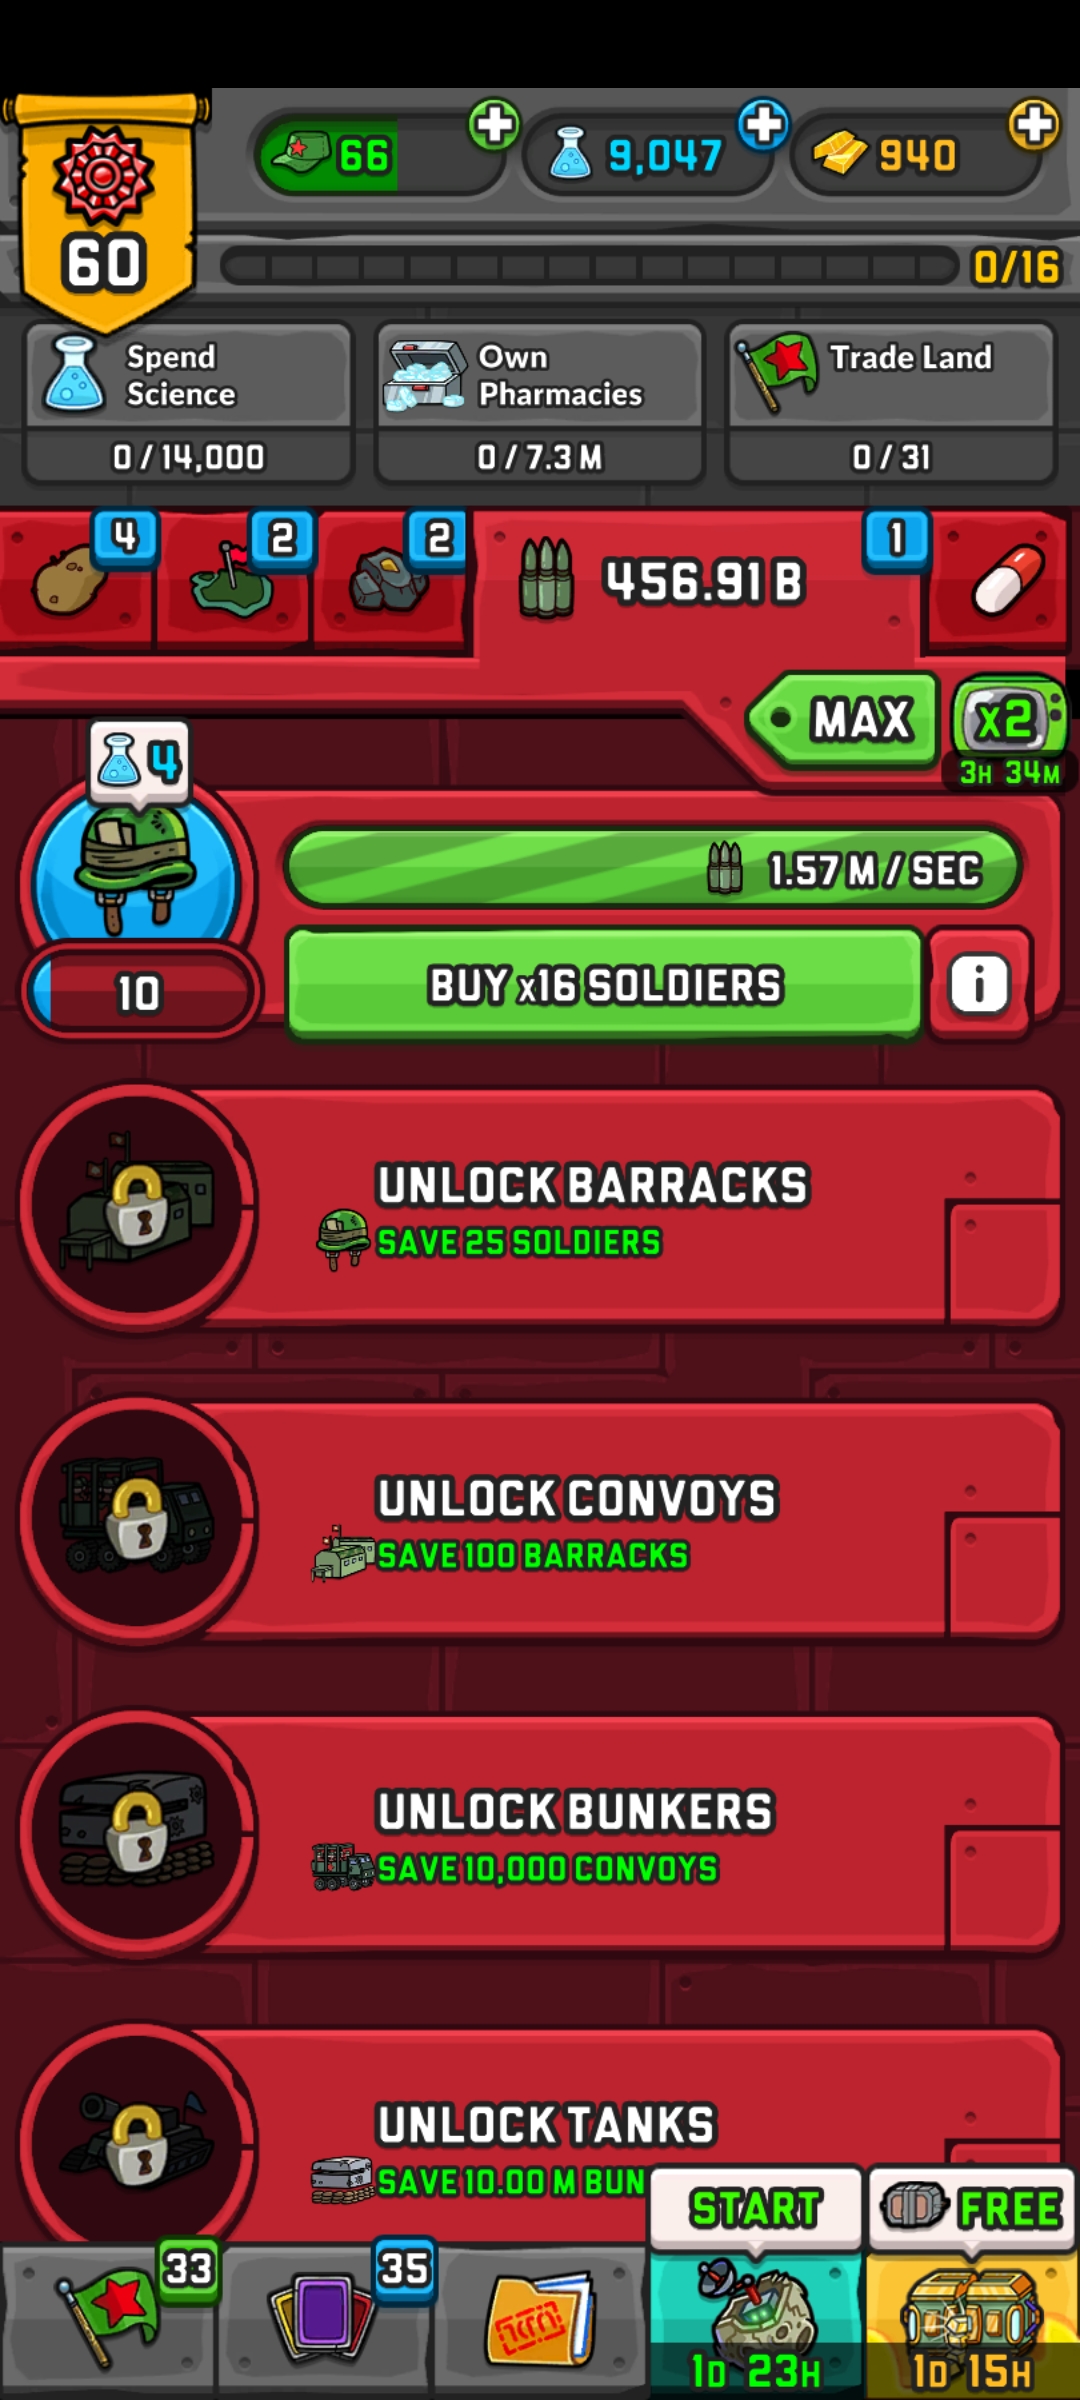 66
9,047
940
60
0/16
Spend
Science
0 / 14,000
Own
Pharmacies
0 / 7.3 M
Trade Land
0 / 31
4
2
2
456.91 B
1
MAX
x2
3H 34M
4
1.57 M / SEC
10
BUY x16 SOLDIERS
i
UNLOCK BARRACKS
SAVE 25 SOLDIERS
UNLOCK CONVOYS
SAVE 100 BARRACKS
UNLOCK BUNKERS
SAVE 10,000 CONVOYS
UNLOCK TANKS
SAVE 10.00 M BUN
START
FREE
33
35
1D 23H
1D 15H